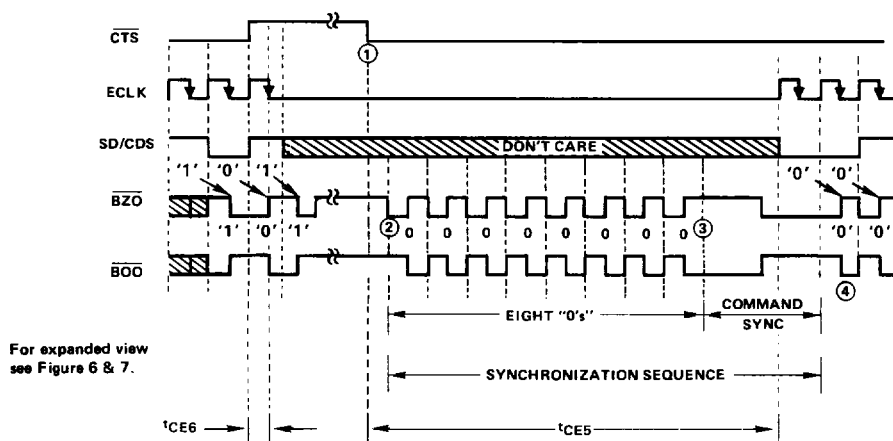 CTS
①
ECLK
SD/CDS
DON'T CARE
'1' '0' '1' '0' '0'
BZO
② ③
'1' '0' '1' 0 0 0 0 0 0 0 0 '0' '0'
BOO
④
EIGHT "0's"
COMMAND SYNC
For expanded view
see Figure 6 & 7.
SYNCHRONIZATION SEQUENCE
tCE6
tCE5